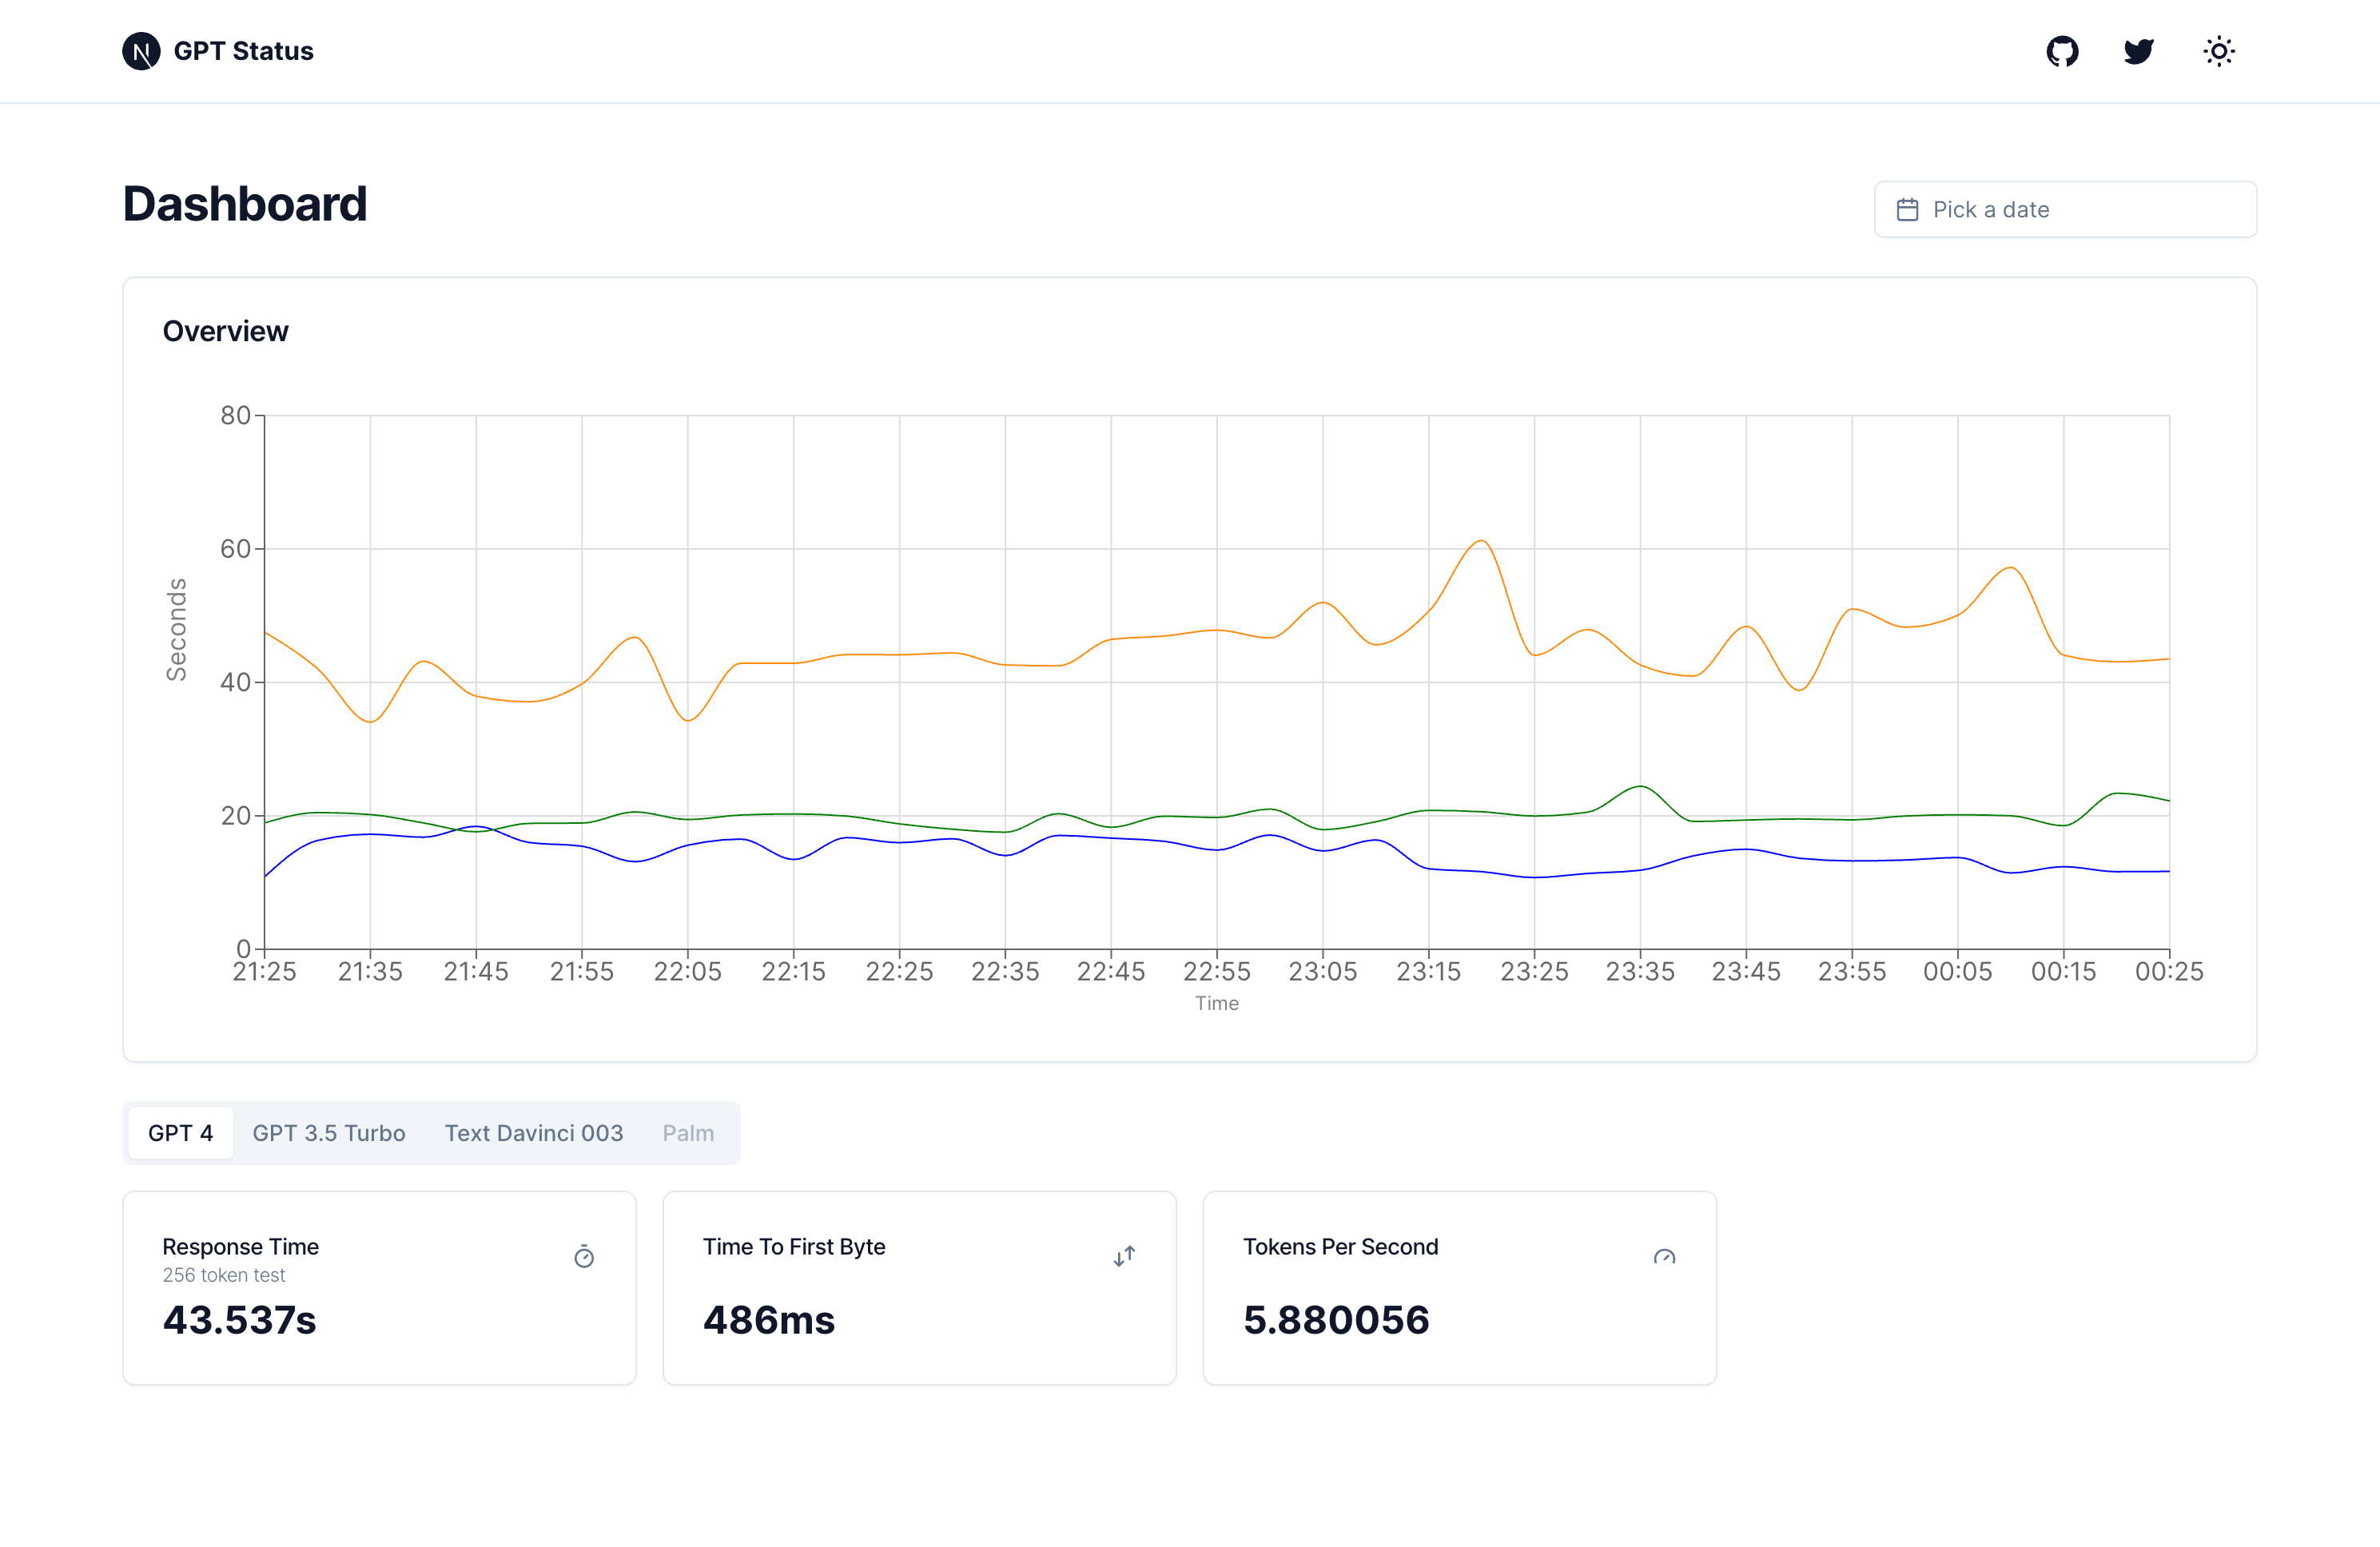 GPT Status
Dashboard
Pick a date
Overview
80
60
40
20
0
Seconds
21:25 21:35 21:45 21:55 22:05 22:15 22:25 22:35 22:45 22:55 23:05 23:15 23:25 23:35 23:45 23:55 00:05 00:15 00:25
Time
GPT 4 GPT 3.5 Turbo Text Davinci 003 Palm
Response Time
256 token test
43.537s
Time To First Byte
486ms
Tokens Per Second
5.880056